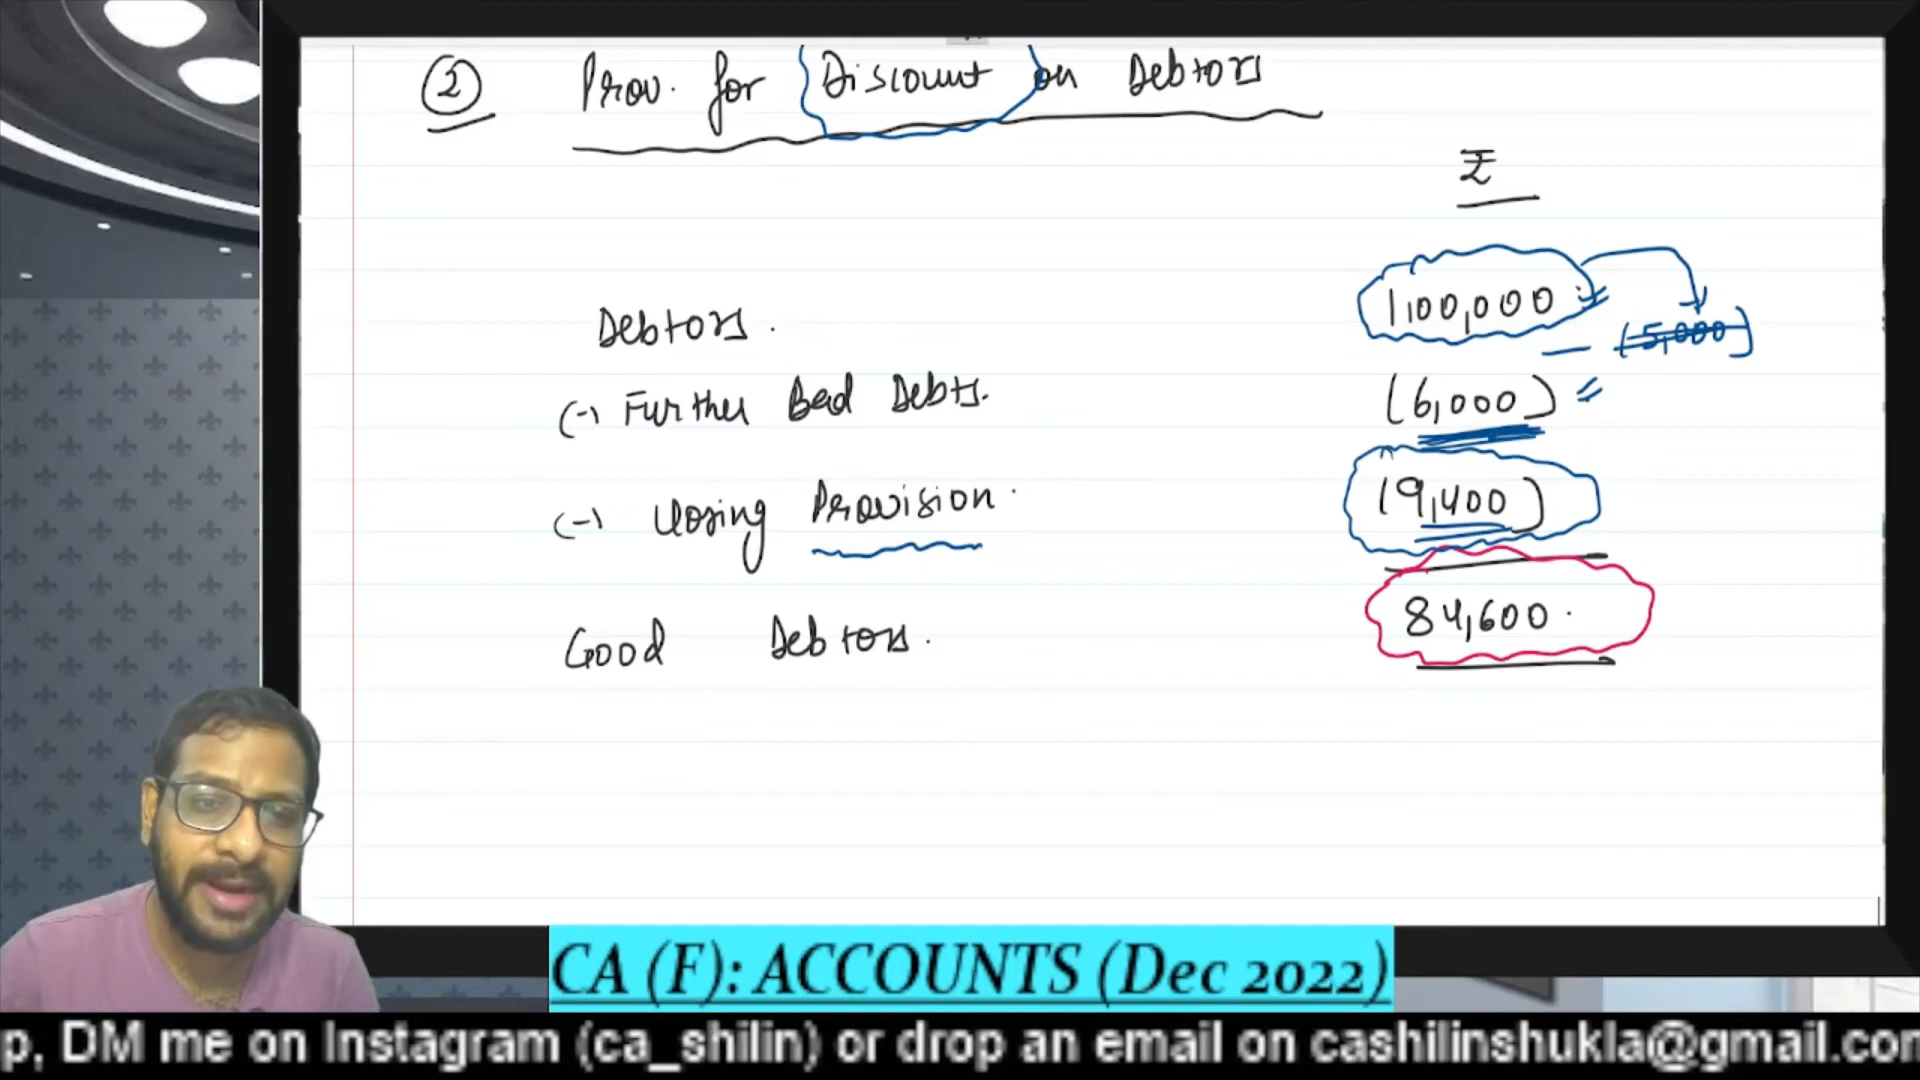 ② Prov. for Discount on Debtors
₹
Debtors. 1,00,000
(5,000)
(-) Further Bad Debts. (6,000)
(-) Closing Provision. (9,400)
Good Debtors. 84,600.
CA (F): ACCOUNTS (Dec 2022)
p, DM me on Instagram (ca_shilin) or drop an email on cashilinshukla@gmail.con